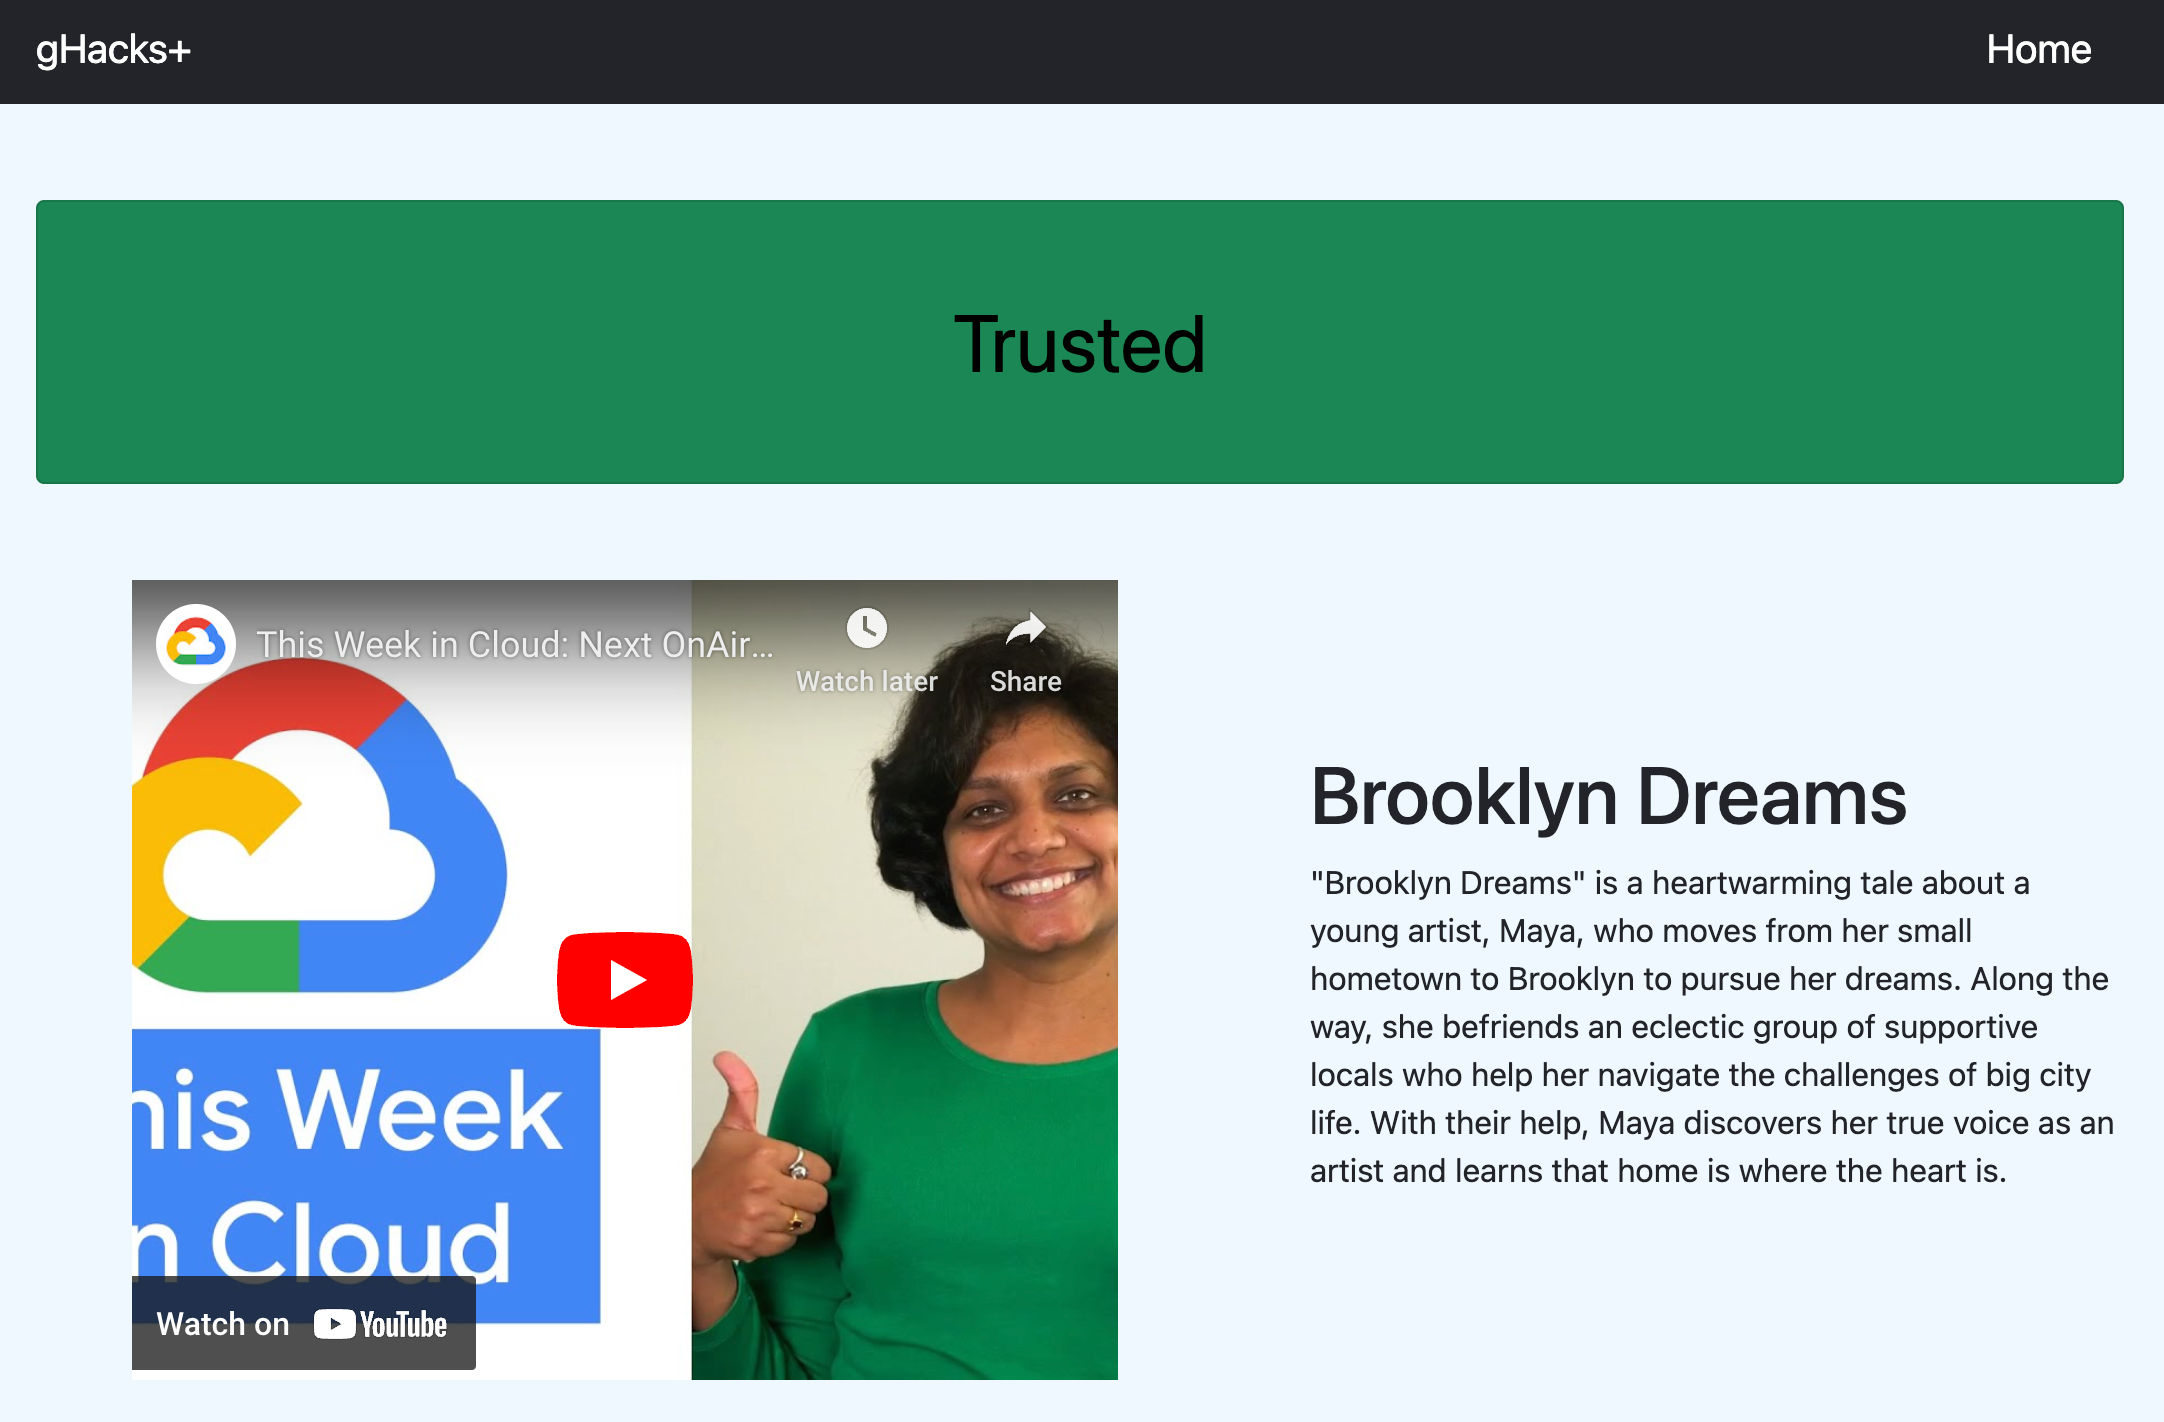 gHacks+
Home
Trusted
This Week in Cloud: Next OnAir...
Watch later
Share
his Week
n Cloud
Watch on YouTube
Brooklyn Dreams
"Brooklyn Dreams" is a heartwarming tale about a
young artist, Maya, who moves from her small
hometown to Brooklyn to pursue her dreams. Along the
way, she befriends an eclectic group of supportive
locals who help her navigate the challenges of big city
life. With their help, Maya discovers her true voice as an
artist and learns that home is where the heart is.